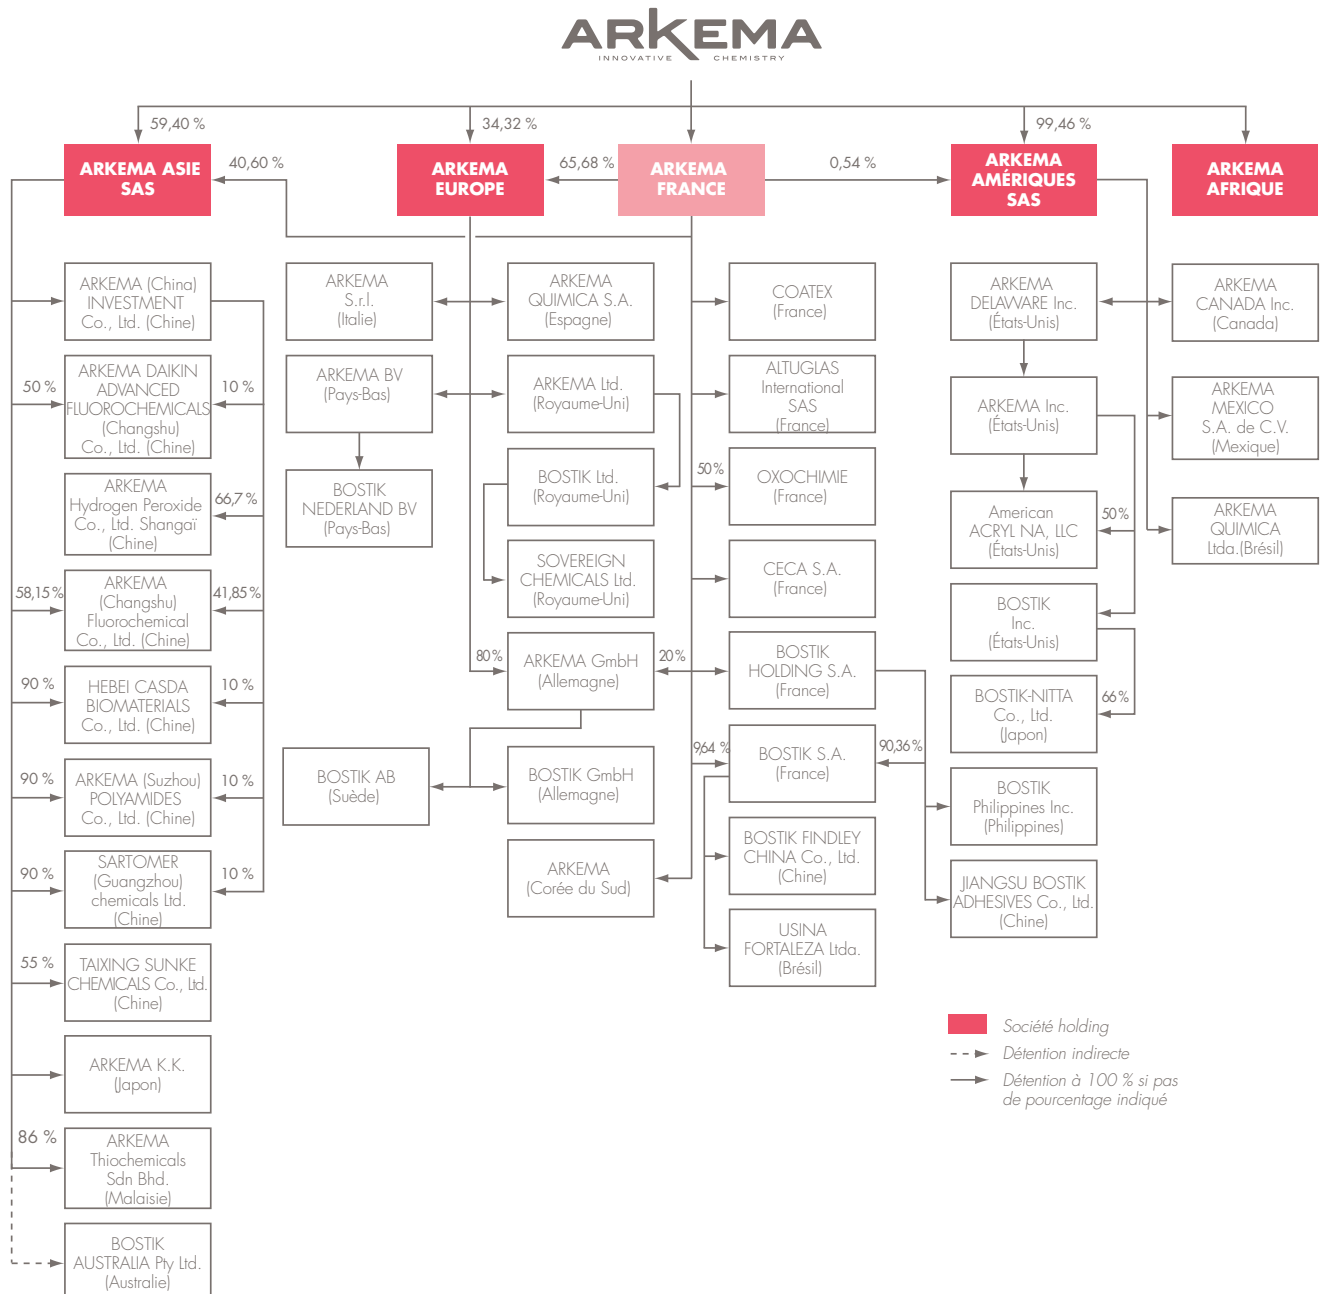 ARKEMA
INNOVATIVE CHEMISTRY
59,40 %
34,32 %
99,46 %
ARKEMA ASIE
SAS
40,60 %
ARKEMA
EUROPE
65,68 %
ARKEMA
FRANCE
0,54 %
ARKEMA
AMÉRIQUES
SAS
ARKEMA
AFRIQUE
ARKEMA (China)
INVESTMENT
Co., Ltd. (Chine)
50 %
ARKEMA DAIKIN
ADVANCED
FLUOROCHEMICALS
(Changshu)
Co., Ltd. (Chine)
10 %
ARKEMA
Hydrogen Peroxide
Co., Ltd. Shangaï
(Chine)
66,7 %
58,15 %
ARKEMA
(Changshu)
Fluorochemical
Co., Ltd. (Chine)
41,85 %
90 %
HEBEI CASDA
BIOMATERIALS
Co., Ltd. (Chine)
10 %
90 %
ARKEMA (Suzhou)
POLYAMIDES
Co., Ltd. (Chine)
10 %
90 %
SARTOMER
(Guangzhou)
chemicals Ltd.
(Chine)
10 %
55 %
TAIXING SUNKE
CHEMICALS Co., Ltd.
(Chine)
ARKEMA K.K.
(Japon)
86 %
ARKEMA
Thiochemicals
Sdn Bhd.
(Malaisie)
BOSTIK
AUSTRALIA Pty Ltd.
(Australie)
ARKEMA
S.r.l.
(Italie)
ARKEMA BV
(Pays-Bas)
BOSTIK
NEDERLAND BV
(Pays-Bas)
BOSTIK AB
(Suède)
ARKEMA
QUIMICA S.A.
(Espagne)
ARKEMA Ltd.
(Royaume-Uni)
BOSTIK Ltd.
(Royaume-Uni)
SOVEREIGN
CHEMICALS Ltd.
(Royaume-Uni)
80%
ARKEMA GmbH
(Allemagne)
20%
BOSTIK GmbH
(Allemagne)
ARKEMA
(Corée du Sud)
COATEX
(France)
ALTUGLAS
International
SAS
(France)
50%
OXOCHIMIE
(France)
CECA S.A.
(France)
BOSTIK
HOLDING S.A.
(France)
9,64 %
BOSTIK S.A.
(France)
90,36 %
BOSTIK FINDLEY
CHINA Co., Ltd.
(Chine)
USINA
FORTALEZA Ltda.
(Brésil)
ARKEMA
DELAWARE Inc.
(États-Unis)
ARKEMA Inc.
(États-Unis)
American
ACRYL NA, LLC
(États-Unis)
50%
BOSTIK
Inc.
(États-Unis)
BOSTIK-NITTA
Co., Ltd.
(Japon)
66%
BOSTIK
Philippines Inc.
(Philippines)
JIANGSU BOSTIK
ADHESIVES Co., Ltd.
(Chine)
ARKEMA
CANADA Inc.
(Canada)
ARKEMA
MEXICO
S.A. de C.V.
(Mexique)
ARKEMA
QUIMICA
Ltda.(Brésil)
Société holding
Détention indirecte
Détention à 100 % si pas
de pourcentage indiqué